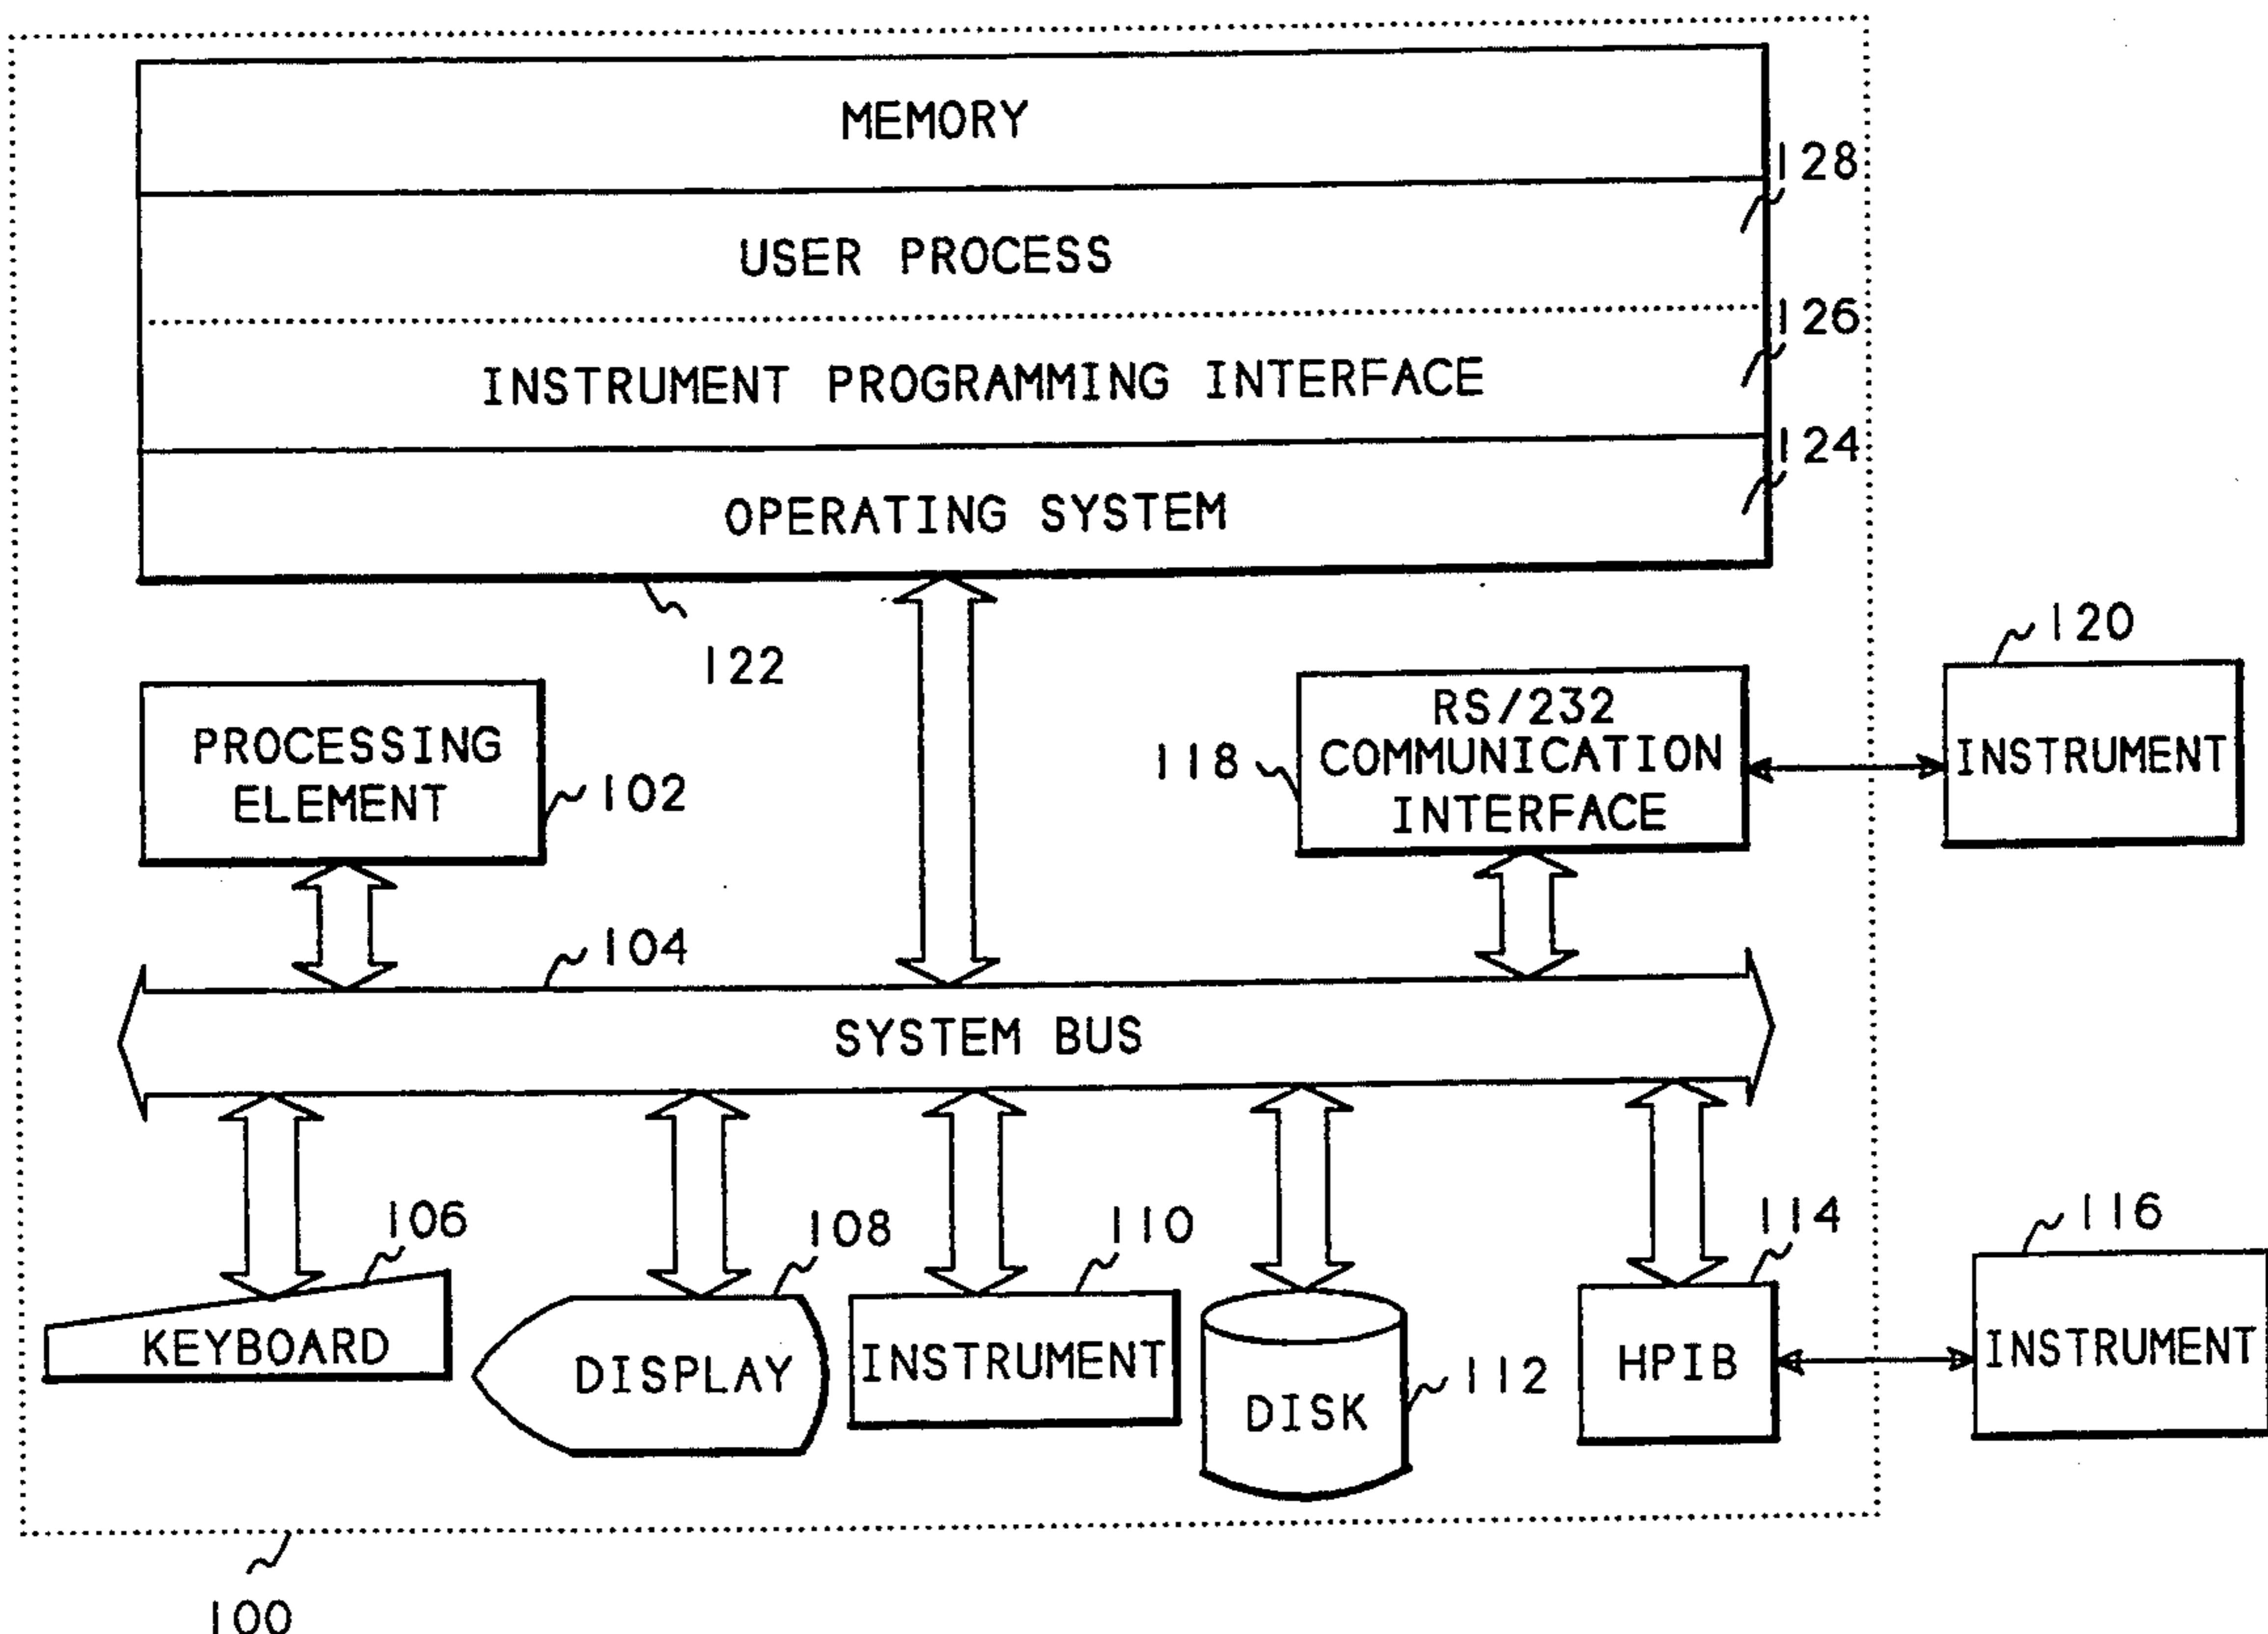 MEMORY
128
USER PROCESS
126
INSTRUMENT PROGRAMMING INTERFACE
124
OPERATING SYSTEM
122
120
PROCESSING
ELEMENT
102
118
RS/232
COMMUNICATION
INTERFACE
INSTRUMENT
104
SYSTEM BUS
106
108
110
114
116
KEYBOARD
DISPLAY
INSTRUMENT
DISK
112
HPIB
INSTRUMENT
100